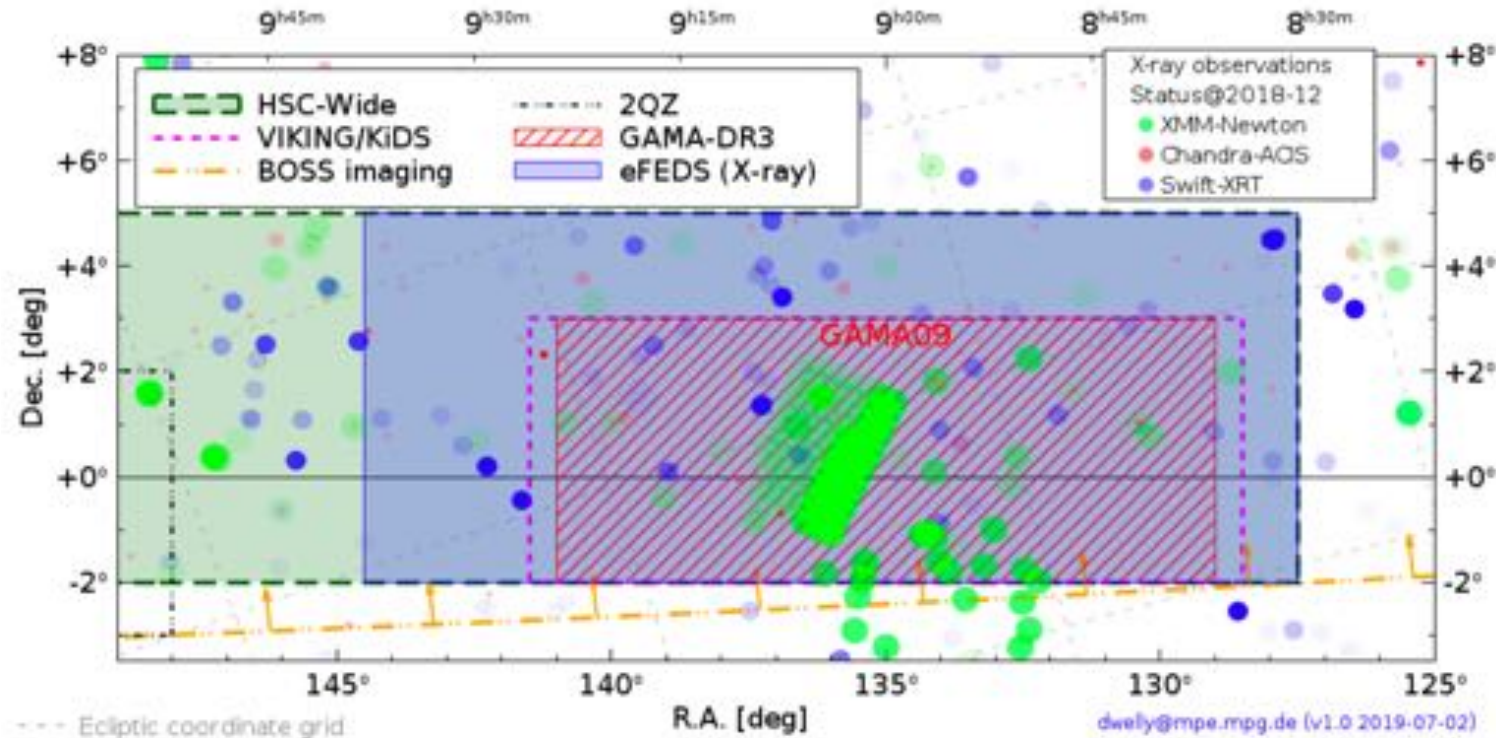 9h45m 9h30m 9h15m 9h00m 8h45m 8h30m
+8° +8°
X-ray observations
Status@2018-12
XMM-Newton
Chandra-ACIS
Swift-XRT
HSC-Wide 2QZ
VIKING/KiDS GAMA-DR3
BOSS imaging eFEDS (X-ray)
+6° +6°
+4° +4°
GAMA09
+2° +2°
Dec. [deg]
+0° +0°
-2° -2°
145° 140° 135° 130° 125°
R.A. [deg]
Ecliptic coordinate grid
dwelly@mpe.mpg.de (v1.0 2019-07-02)